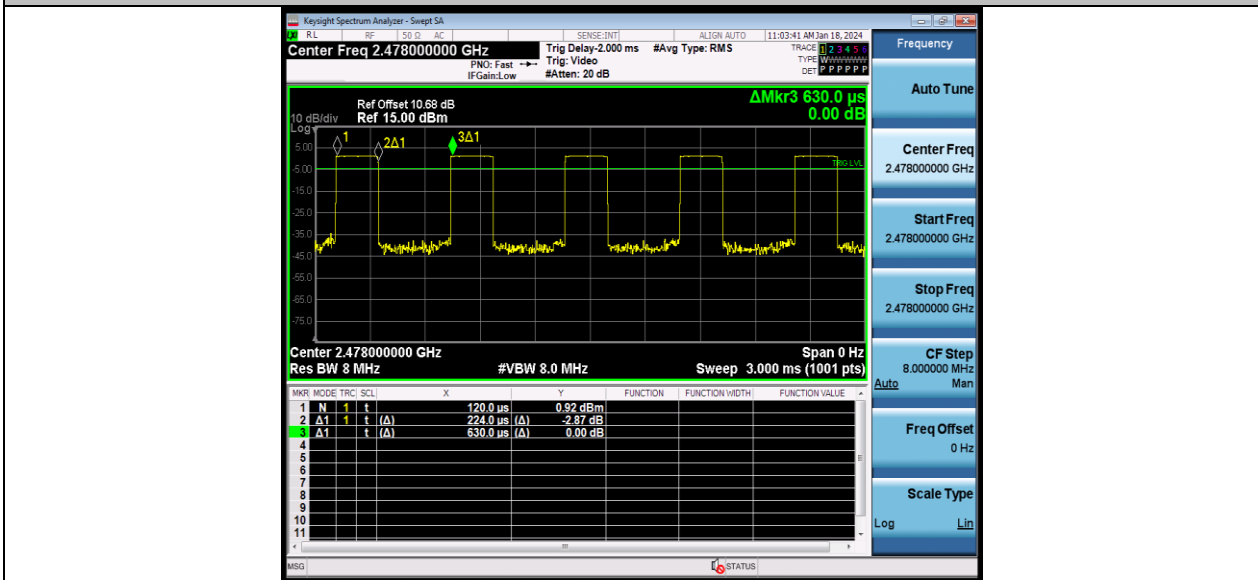 Keysight Spectrum Analyzer - Swept SA
RL RF 50 Ω AC SENSE:INT ALIGN AUTO 11:03:41 AM Jan 18, 2024
Center Freq 2.478000000 GHz
PNO: Fast
IFGain:Low
Trig Delay-2.000 ms
Trig: Video
#Atten: 20 dB
#Avg Type: RMS
TRACE 1 2 3 4 5 6
TYPE WWWWWW
DET P P P P P P
ΔMkr3 630.0 µs
0.00 dB
Ref Offset 10.68 dB
10 dB/div Ref 15.00 dBm
Log
1 2Δ1 3Δ1
TRIG LVL
5.00
-5.00
-15.0
-25.0
-35.0
-45.0
-55.0
-65.0
-75.0
Center 2.478000000 GHz Span 0 Hz
Res BW 8 MHz #VBW 8.0 MHz Sweep 3.000 ms (1001 pts)
MKR MODE TRC SCL X Y FUNCTION FUNCTION WIDTH FUNCTION VALUE
1 N 1 t 120.0 µs 0.92 dBm
2 Δ1 1 t (Δ) 224.0 µs (Δ) -2.87 dB
3 Δ1 t (Δ) 630.0 µs (Δ) 0.00 dB
4
5
6
7
8
9
10
11
MSG STATUS
Frequency
Auto Tune
Center Freq
2.478000000 GHz
Start Freq
2.478000000 GHz
Stop Freq
2.478000000 GHz
CF Step
8.000000 MHz
Auto Man
Freq Offset
0 Hz
Scale Type
Log Lin